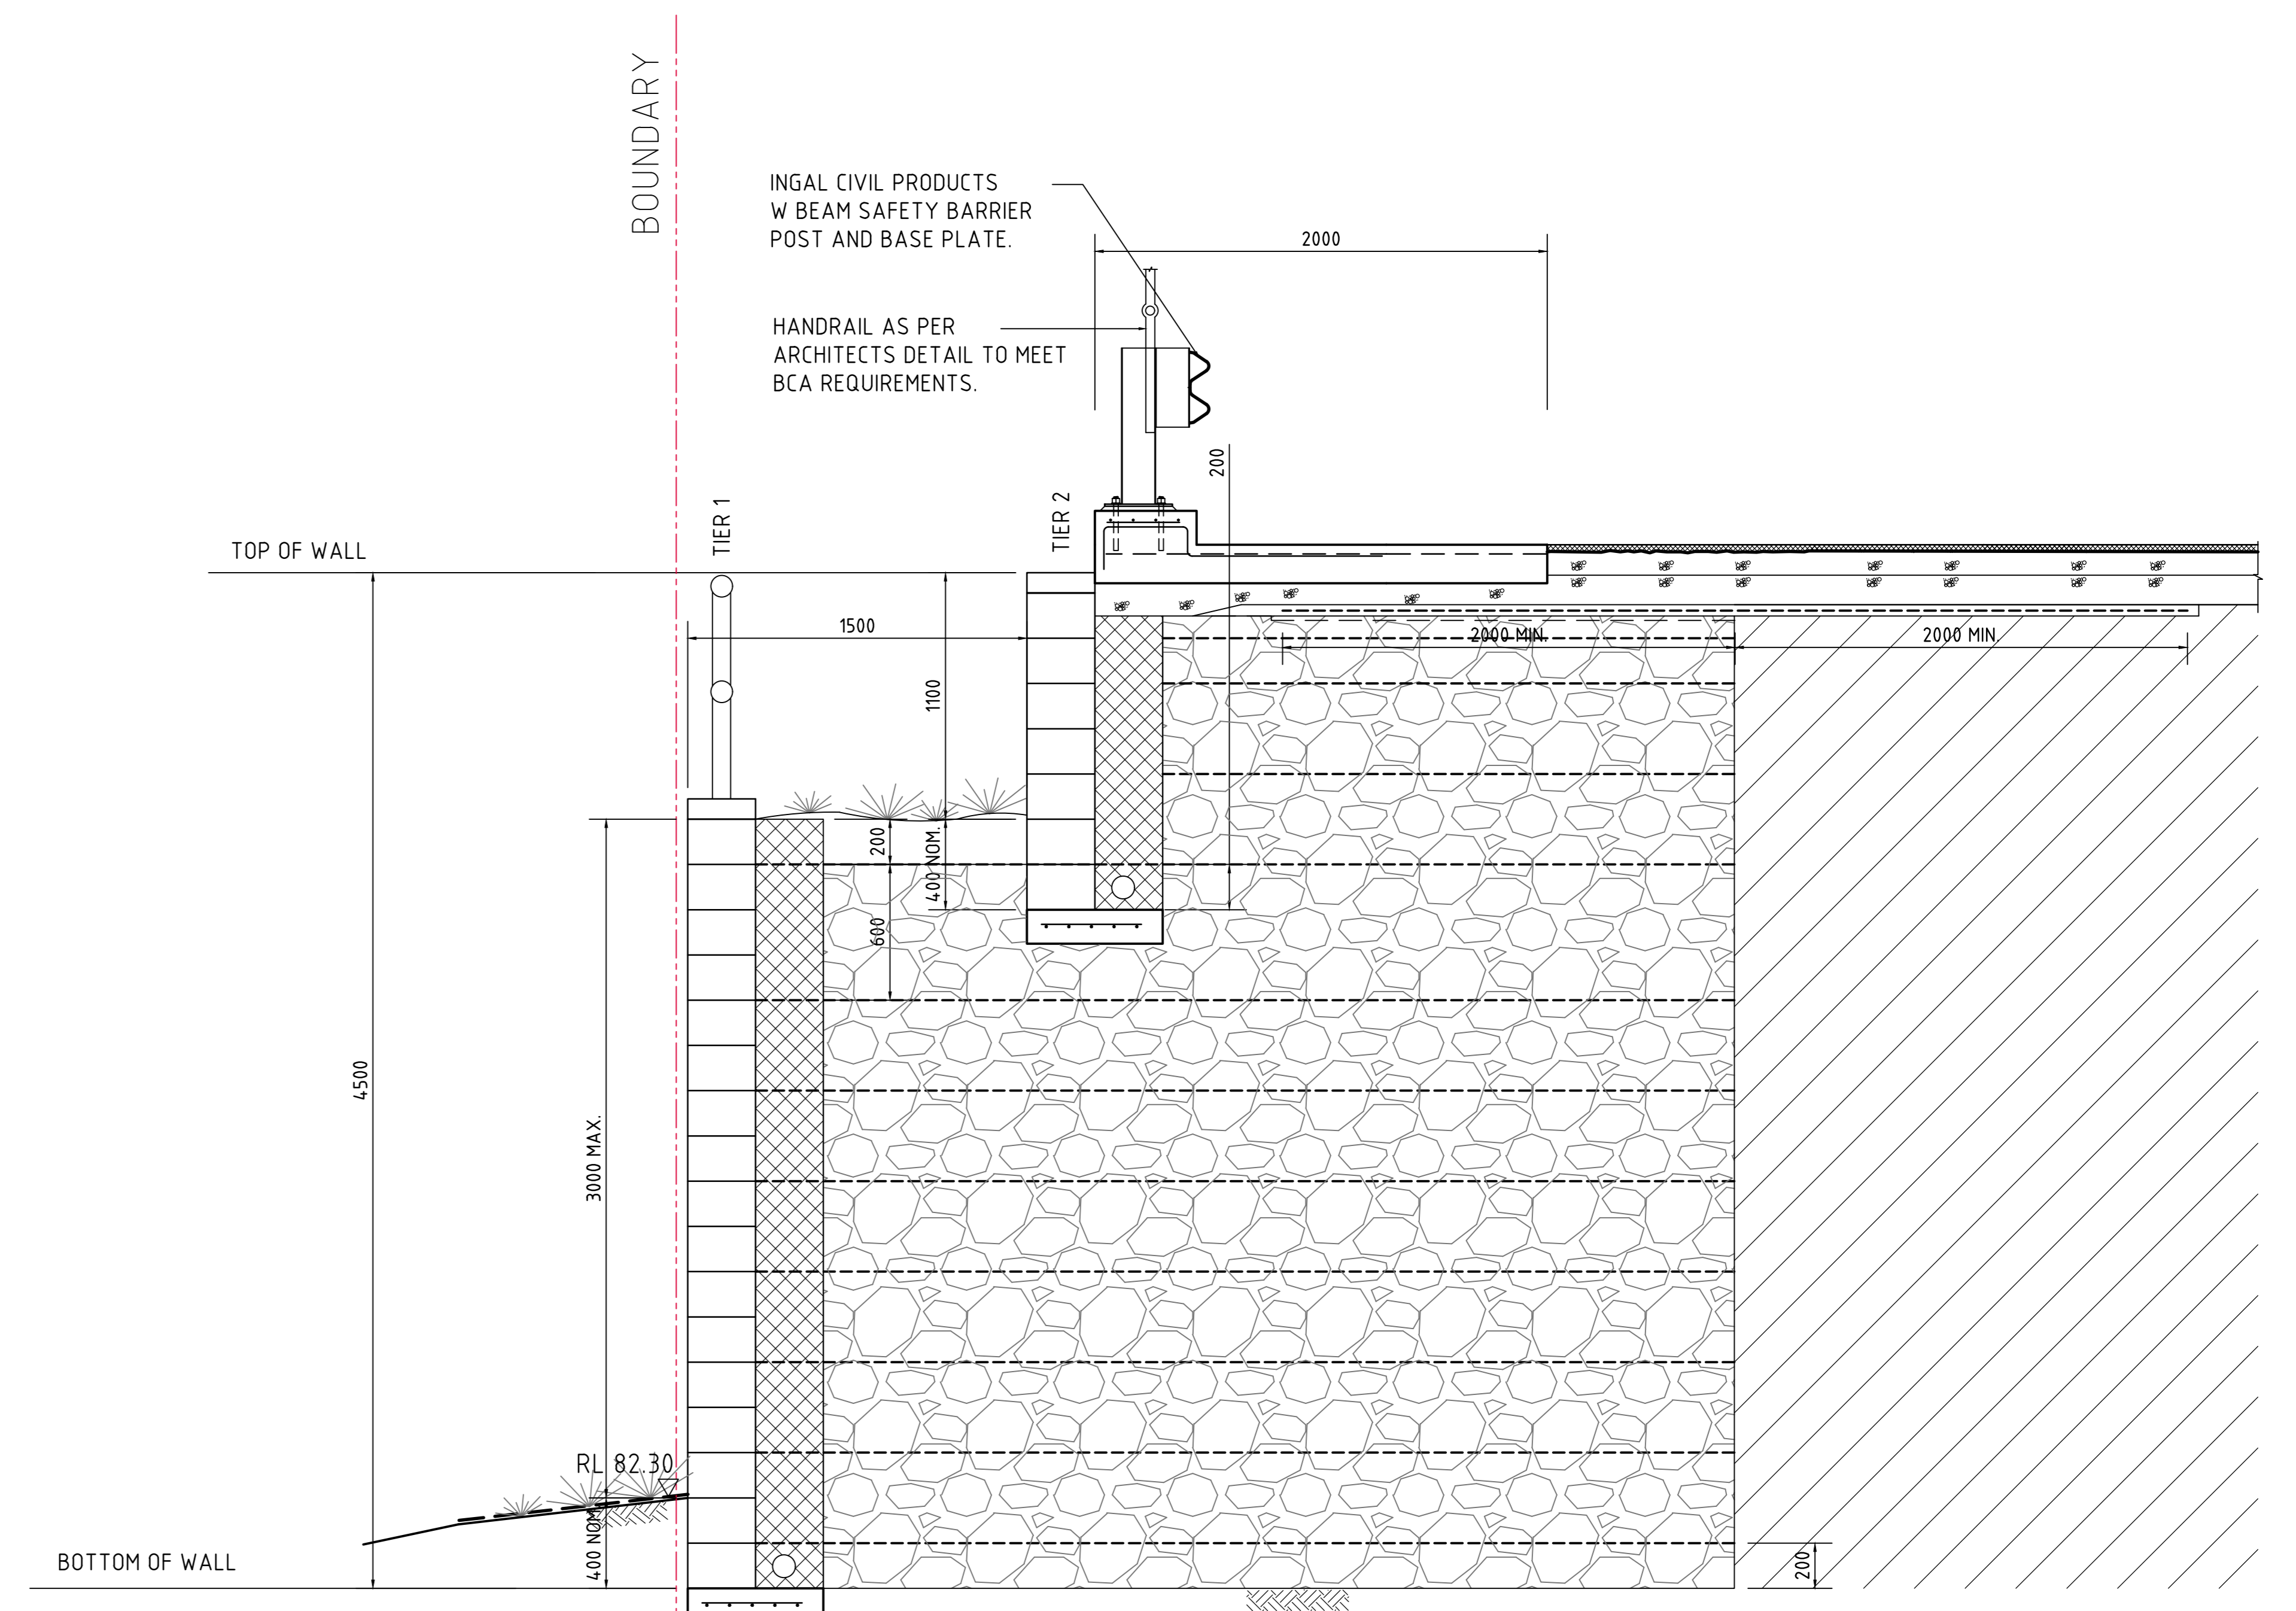 BOUNDARY
INGAL CIVIL PRODUCTS
W BEAM SAFETY BARRIER
POST AND BASE PLATE.
2000
HANDRAIL AS PER
ARCHITECTS DETAIL TO MEET
BCA REQUIREMENTS.
200
TIER 1
TIER 2
TOP OF WALL
1500
2000 MIN.
2000 MIN.
1100
200
400 NOM.
600
4500
3000 MAX.
RL 82.30
400 NOM.
BOTTOM OF WALL
200